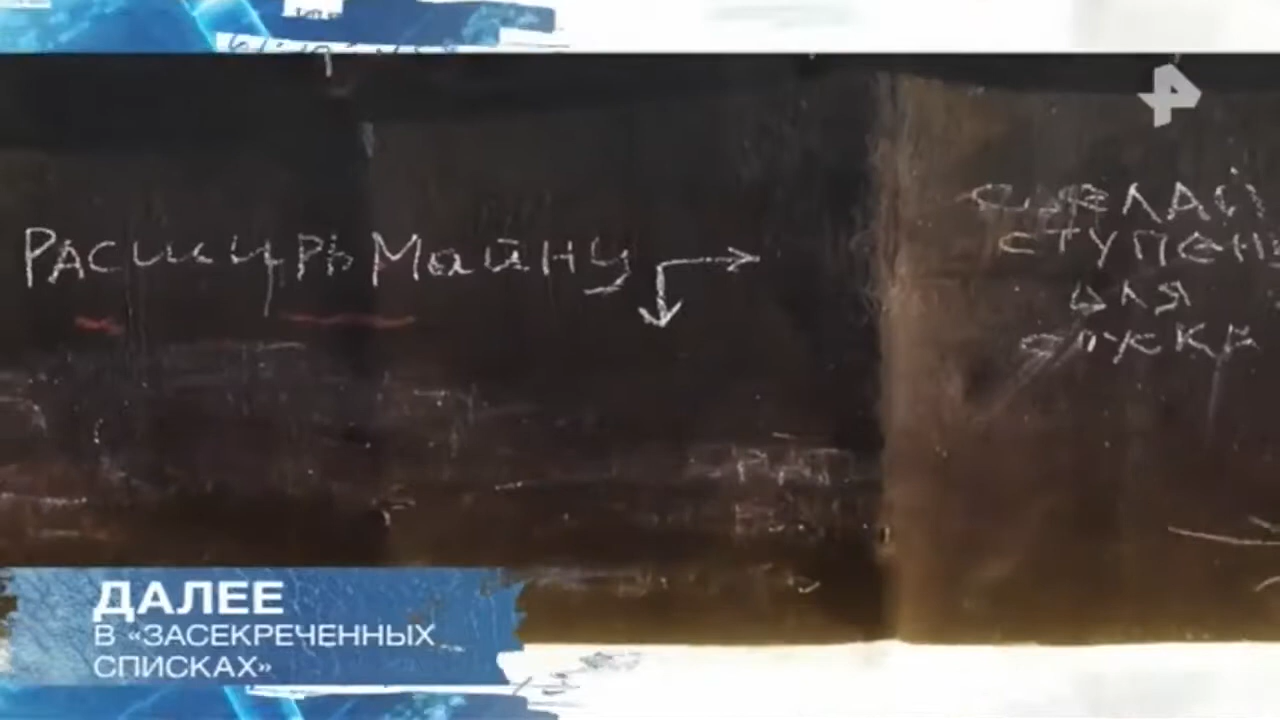 Расширь Майну
сделай
ступень
для
спуска
ДАЛЕЕ
В «ЗАСЕКРЕЧЕННЫХ
СПИСКАХ»